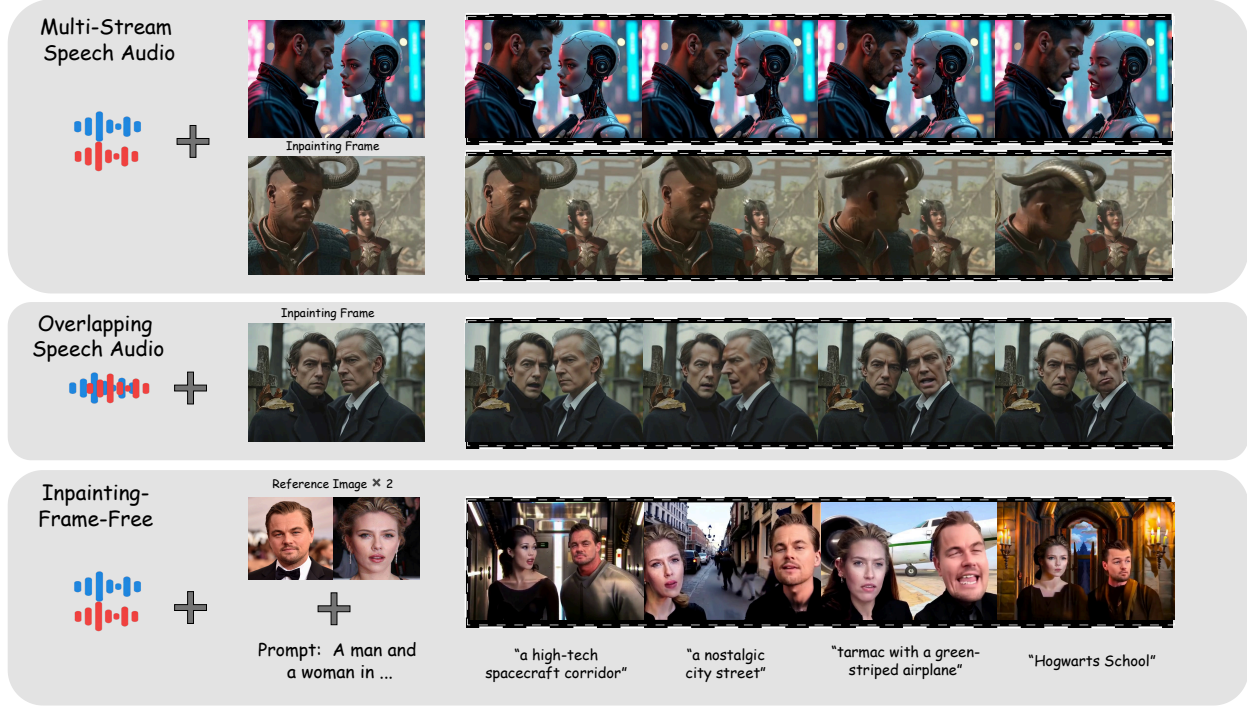 Multi-Stream
Speech Audio
Inpainting Frame
Overlapping
Speech Audio
Inpainting Frame
Inpainting-
Frame-Free
Reference Image × 2
Prompt: A man and
a woman in ...
“a high-tech
spacecraft corridor”
“a nostalgic
city street”
“tarmac with a green-
striped airplane”
“Hogwarts School”